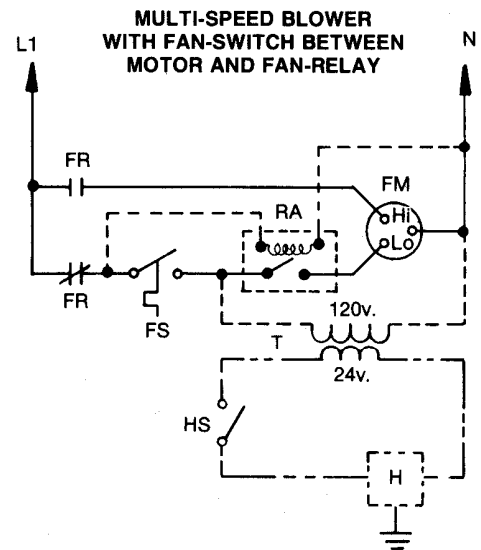 MULTI-SPEED BLOWER
WITH FAN-SWITCH BETWEEN
MOTOR AND FAN-RELAY
L1
N
FR
FM
RA
Hi
Lo
FR
FS
120v.
T
24v.
HS
H